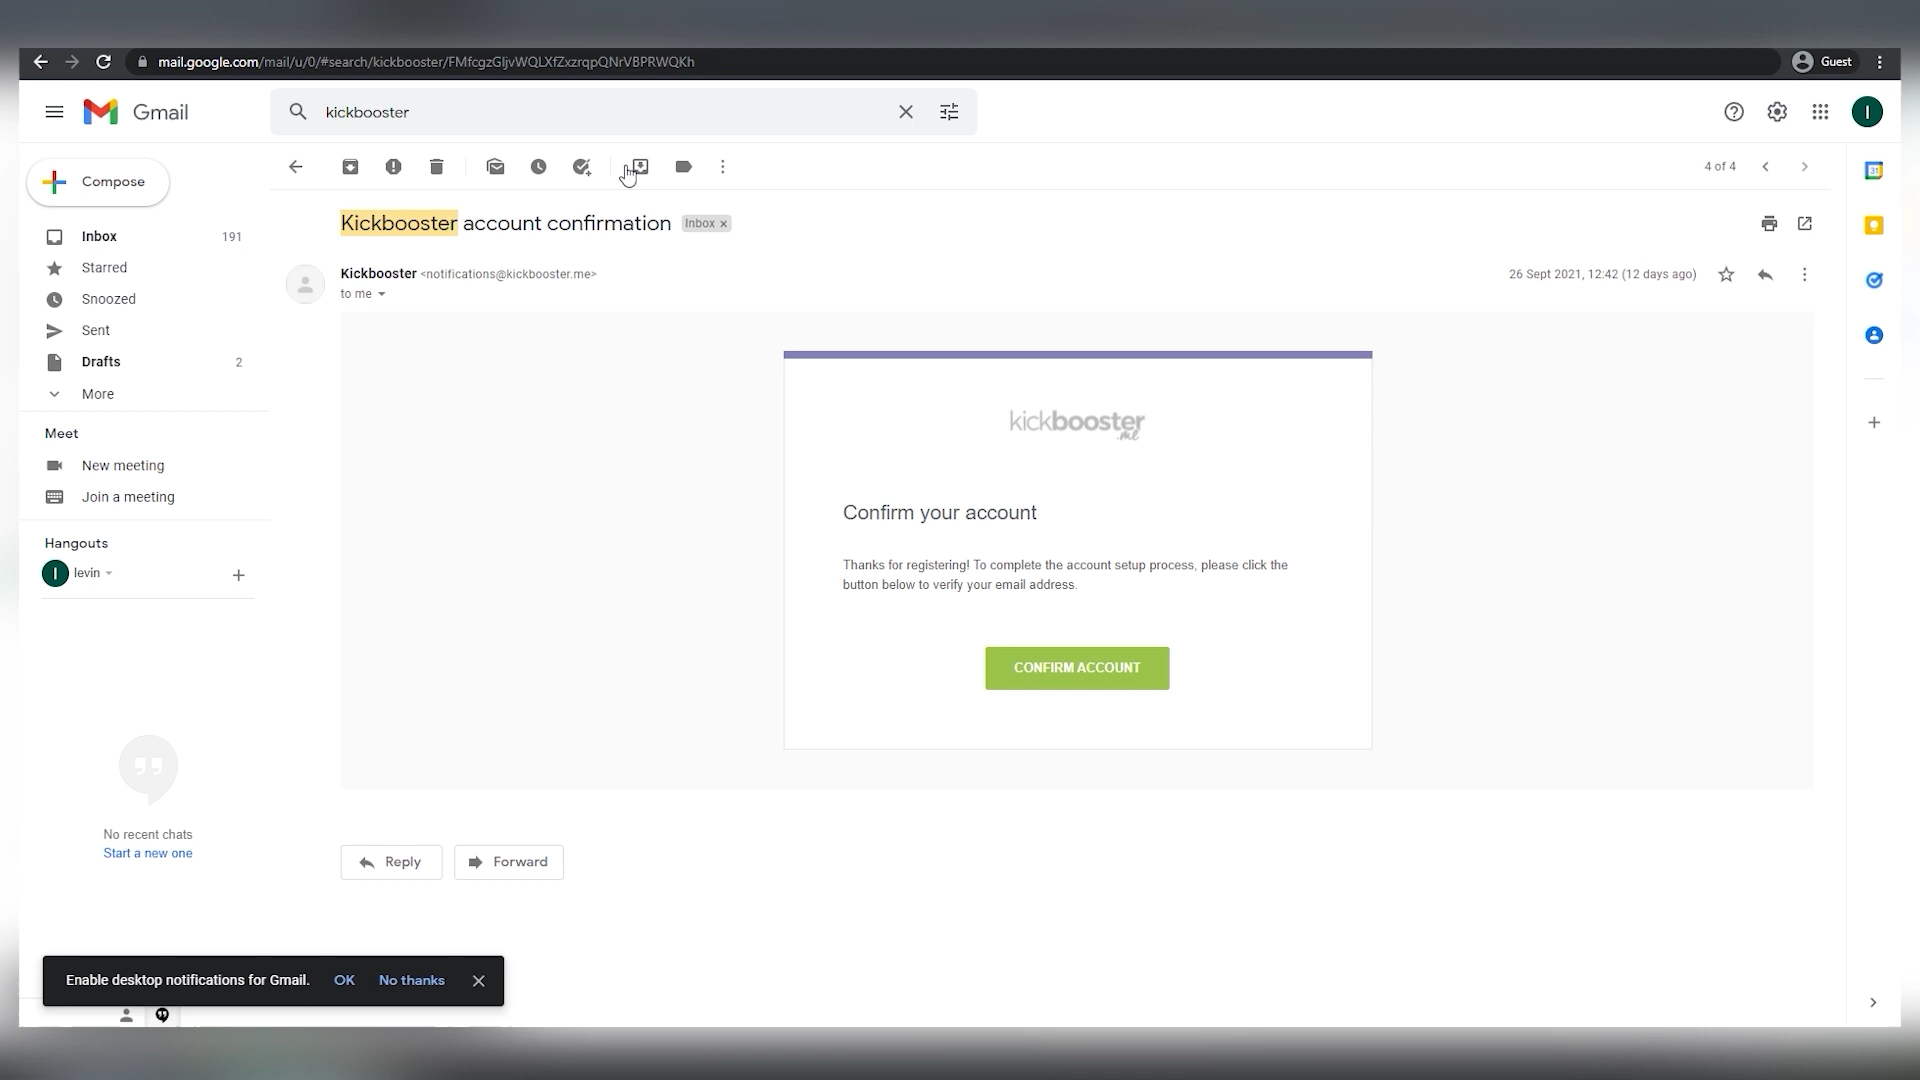 mail.google.com/mail/u/0/#search/kickbooster/FMfcgzGljvWQLXfZxzrqpQNrVBPRWQKh
Guest
Gmail
kickbooster
I
Compose
4 of 4
31
Kickbooster account confirmation
Inbox ×
Inbox 191
Starred
Snoozed
Sent
Drafts 2
More
Kickbooster <notifications@kickbooster.me>
26 Sept 2021, 12:42 (12 days ago)
to me
kickbooster
.me
Meet
New meeting
Join a meeting
Confirm your account
Hangouts
I levin
Thanks for registering! To complete the account setup process, please click the
button below to verify your email address.
CONFIRM ACCOUNT
No recent chats
Start a new one
Reply
Forward
Enable desktop notifications for Gmail. OK No thanks